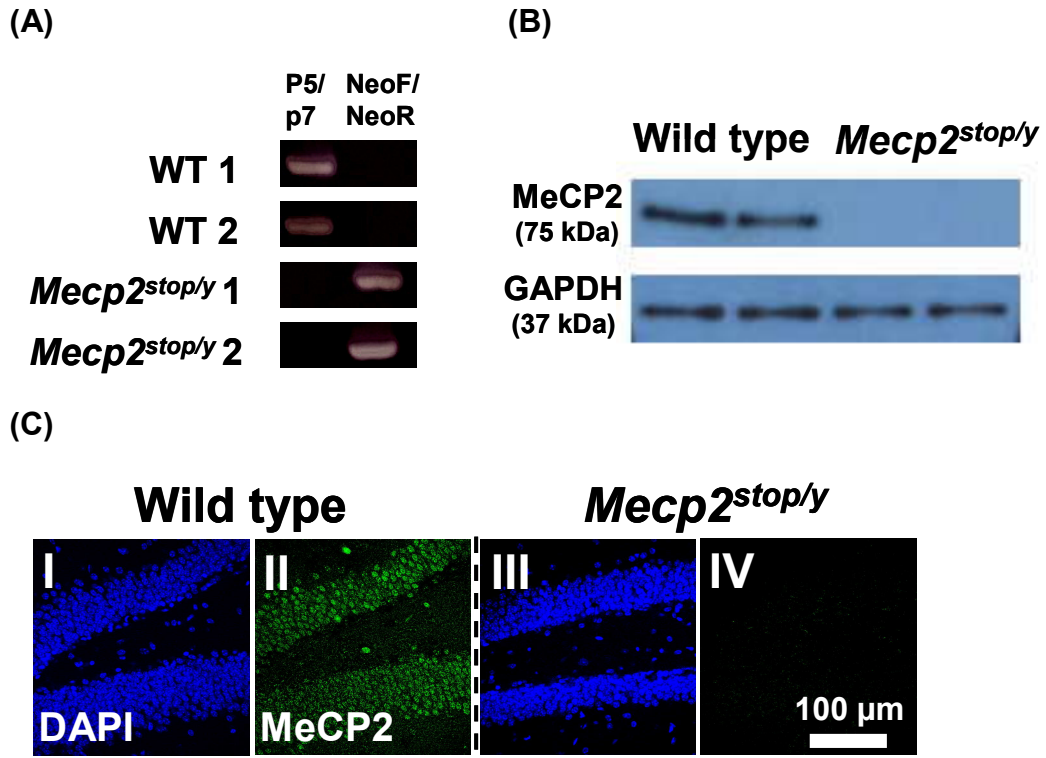 (A)
P5/ NeoF/
p7 NeoR
WT 1
WT 2
Mecp2stop/y 1
Mecp2stop/y 2
(B)
Wild type Mecp2stop/y
MeCP2
(75 kDa)
GAPDH
(37 kDa)
(C)
Wild type Mecp2stop/y
I II III IV
DAPI MeCP2
100 µm